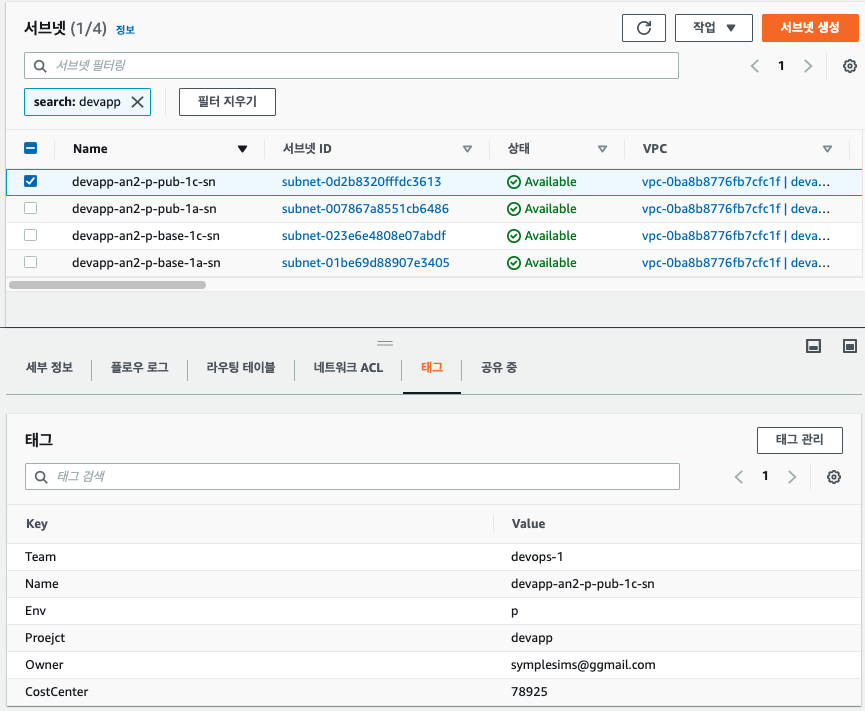 서브넷 (1/4) 정보
작업
서브넷 생성
서브넷 필터링
1
search: devapp
필터 지우기
Name 서브넷 ID 상태 VPC
devapp-an2-p-pub-1c-sn subnet-0d2b8320fffdc3613 Available vpc-0ba8b8776fb7cfc1f | deva…
devapp-an2-p-pub-1a-sn subnet-007867a8551cb6486 Available vpc-0ba8b8776fb7cfc1f | deva…
devapp-an2-p-base-1c-sn subnet-023e6e4808e07abdf Available vpc-0ba8b8776fb7cfc1f | deva…
devapp-an2-p-base-1a-sn subnet-01be69d88907e3405 Available vpc-0ba8b8776fb7cfc1f | deva…
세부 정보 플로우 로그 라우팅 테이블 네트워크 ACL 태그 공유 중
태그
태그 관리
태그 검색
1
Key Value
Team devops-1
Name devapp-an2-p-pub-1c-sn
Env p
Proejct devapp
Owner symplesims@ggmail.com
CostCenter 78925